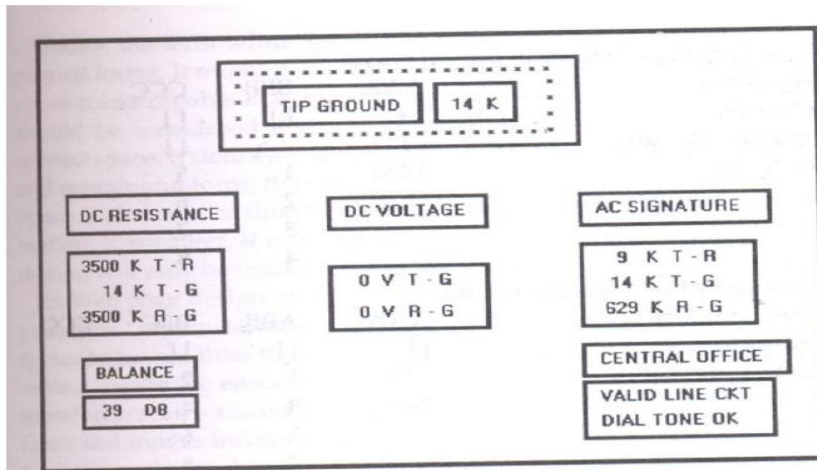 TIP GROUND 14 K
DC RESISTANCE
3500 K T-R
14 K T-G
3500 K R-G
BALANCE
39 DB
DC VOLTAGE
0 V T-G
0 V R-G
AC SIGNATURE
9 K T-R
14 K T-G
629 K R-G
CENTRAL OFFICE
VALID LINE CKT
DIAL TONE OK